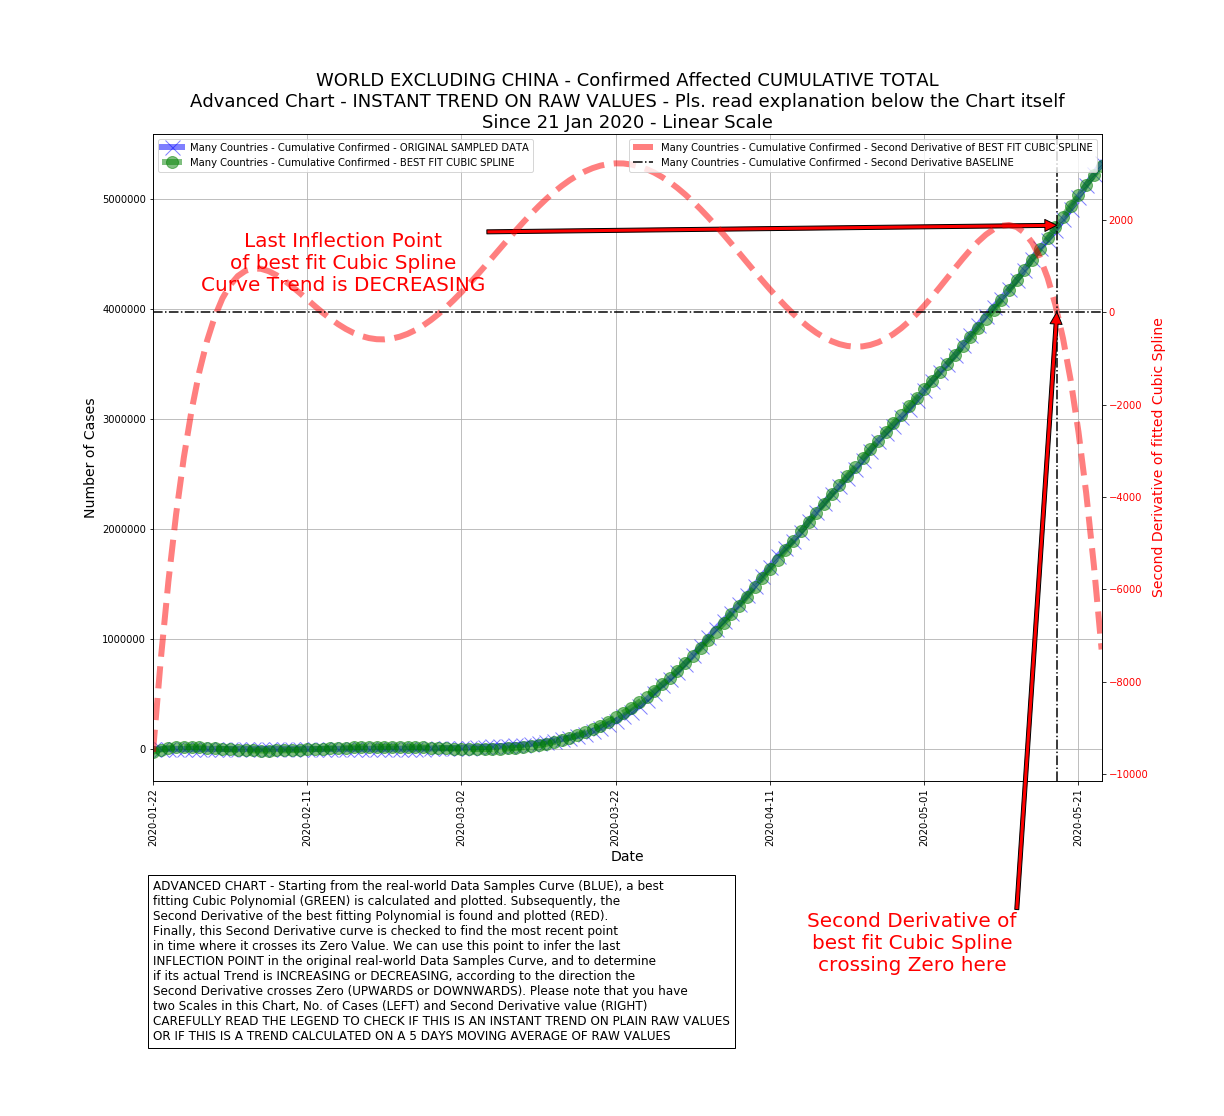 WORLD EXCLUDING CHINA - Confirmed Affected CUMULATIVE TOTAL
Advanced Chart - INSTANT TREND ON RAW VALUES - Pls. read explanation below the Chart itself
Since 21 Jan 2020 - Linear Scale
Many Countries - Cumulative Confirmed - ORIGINAL SAMPLED DATA
Many Countries - Cumulative Confirmed - BEST FIT CUBIC SPLINE
Many Countries - Cumulative Confirmed - Second Derivative of BEST FIT CUBIC SPLINE
Many Countries - Cumulative Confirmed - Second Derivative BASELINE
Last Inflection Point
of best fit Cubic Spline
Curve Trend is DECREASING
Number of Cases
5000000
4000000
3000000
2000000
1000000
0
2000
0
−2000
−4000
−6000
−8000
−10000
Second Derivative of fitted Cubic Spline
2020-01-22
2020-02-11
2020-03-02
2020-03-22
2020-04-11
2020-05-01
2020-05-21
Date
Second Derivative of
best fit Cubic Spline
crossing Zero here
ADVANCED CHART - Starting from the real-world Data Samples Curve (BLUE), a best
fitting Cubic Polynomial (GREEN) is calculated and plotted. Subsequently, the
Second Derivative of the best fitting Polynomial is found and plotted (RED).
Finally, this Second Derivative curve is checked to find the most recent point
in time where it crosses its Zero Value. We can use this point to infer the last
INFLECTION POINT in the original real-world Data Samples Curve, and to determine
if its actual Trend is INCREASING or DECREASING, according to the direction the
Second Derivative crosses Zero (UPWARDS or DOWNWARDS). Please note that you have
two Scales in this Chart, No. of Cases (LEFT) and Second Derivative value (RIGHT)
CAREFULLY READ THE LEGEND TO CHECK IF THIS IS AN INSTANT TREND ON PLAIN RAW VALUES
OR IF THIS IS A TREND CALCULATED ON A 5 DAYS MOVING AVERAGE OF RAW VALUES